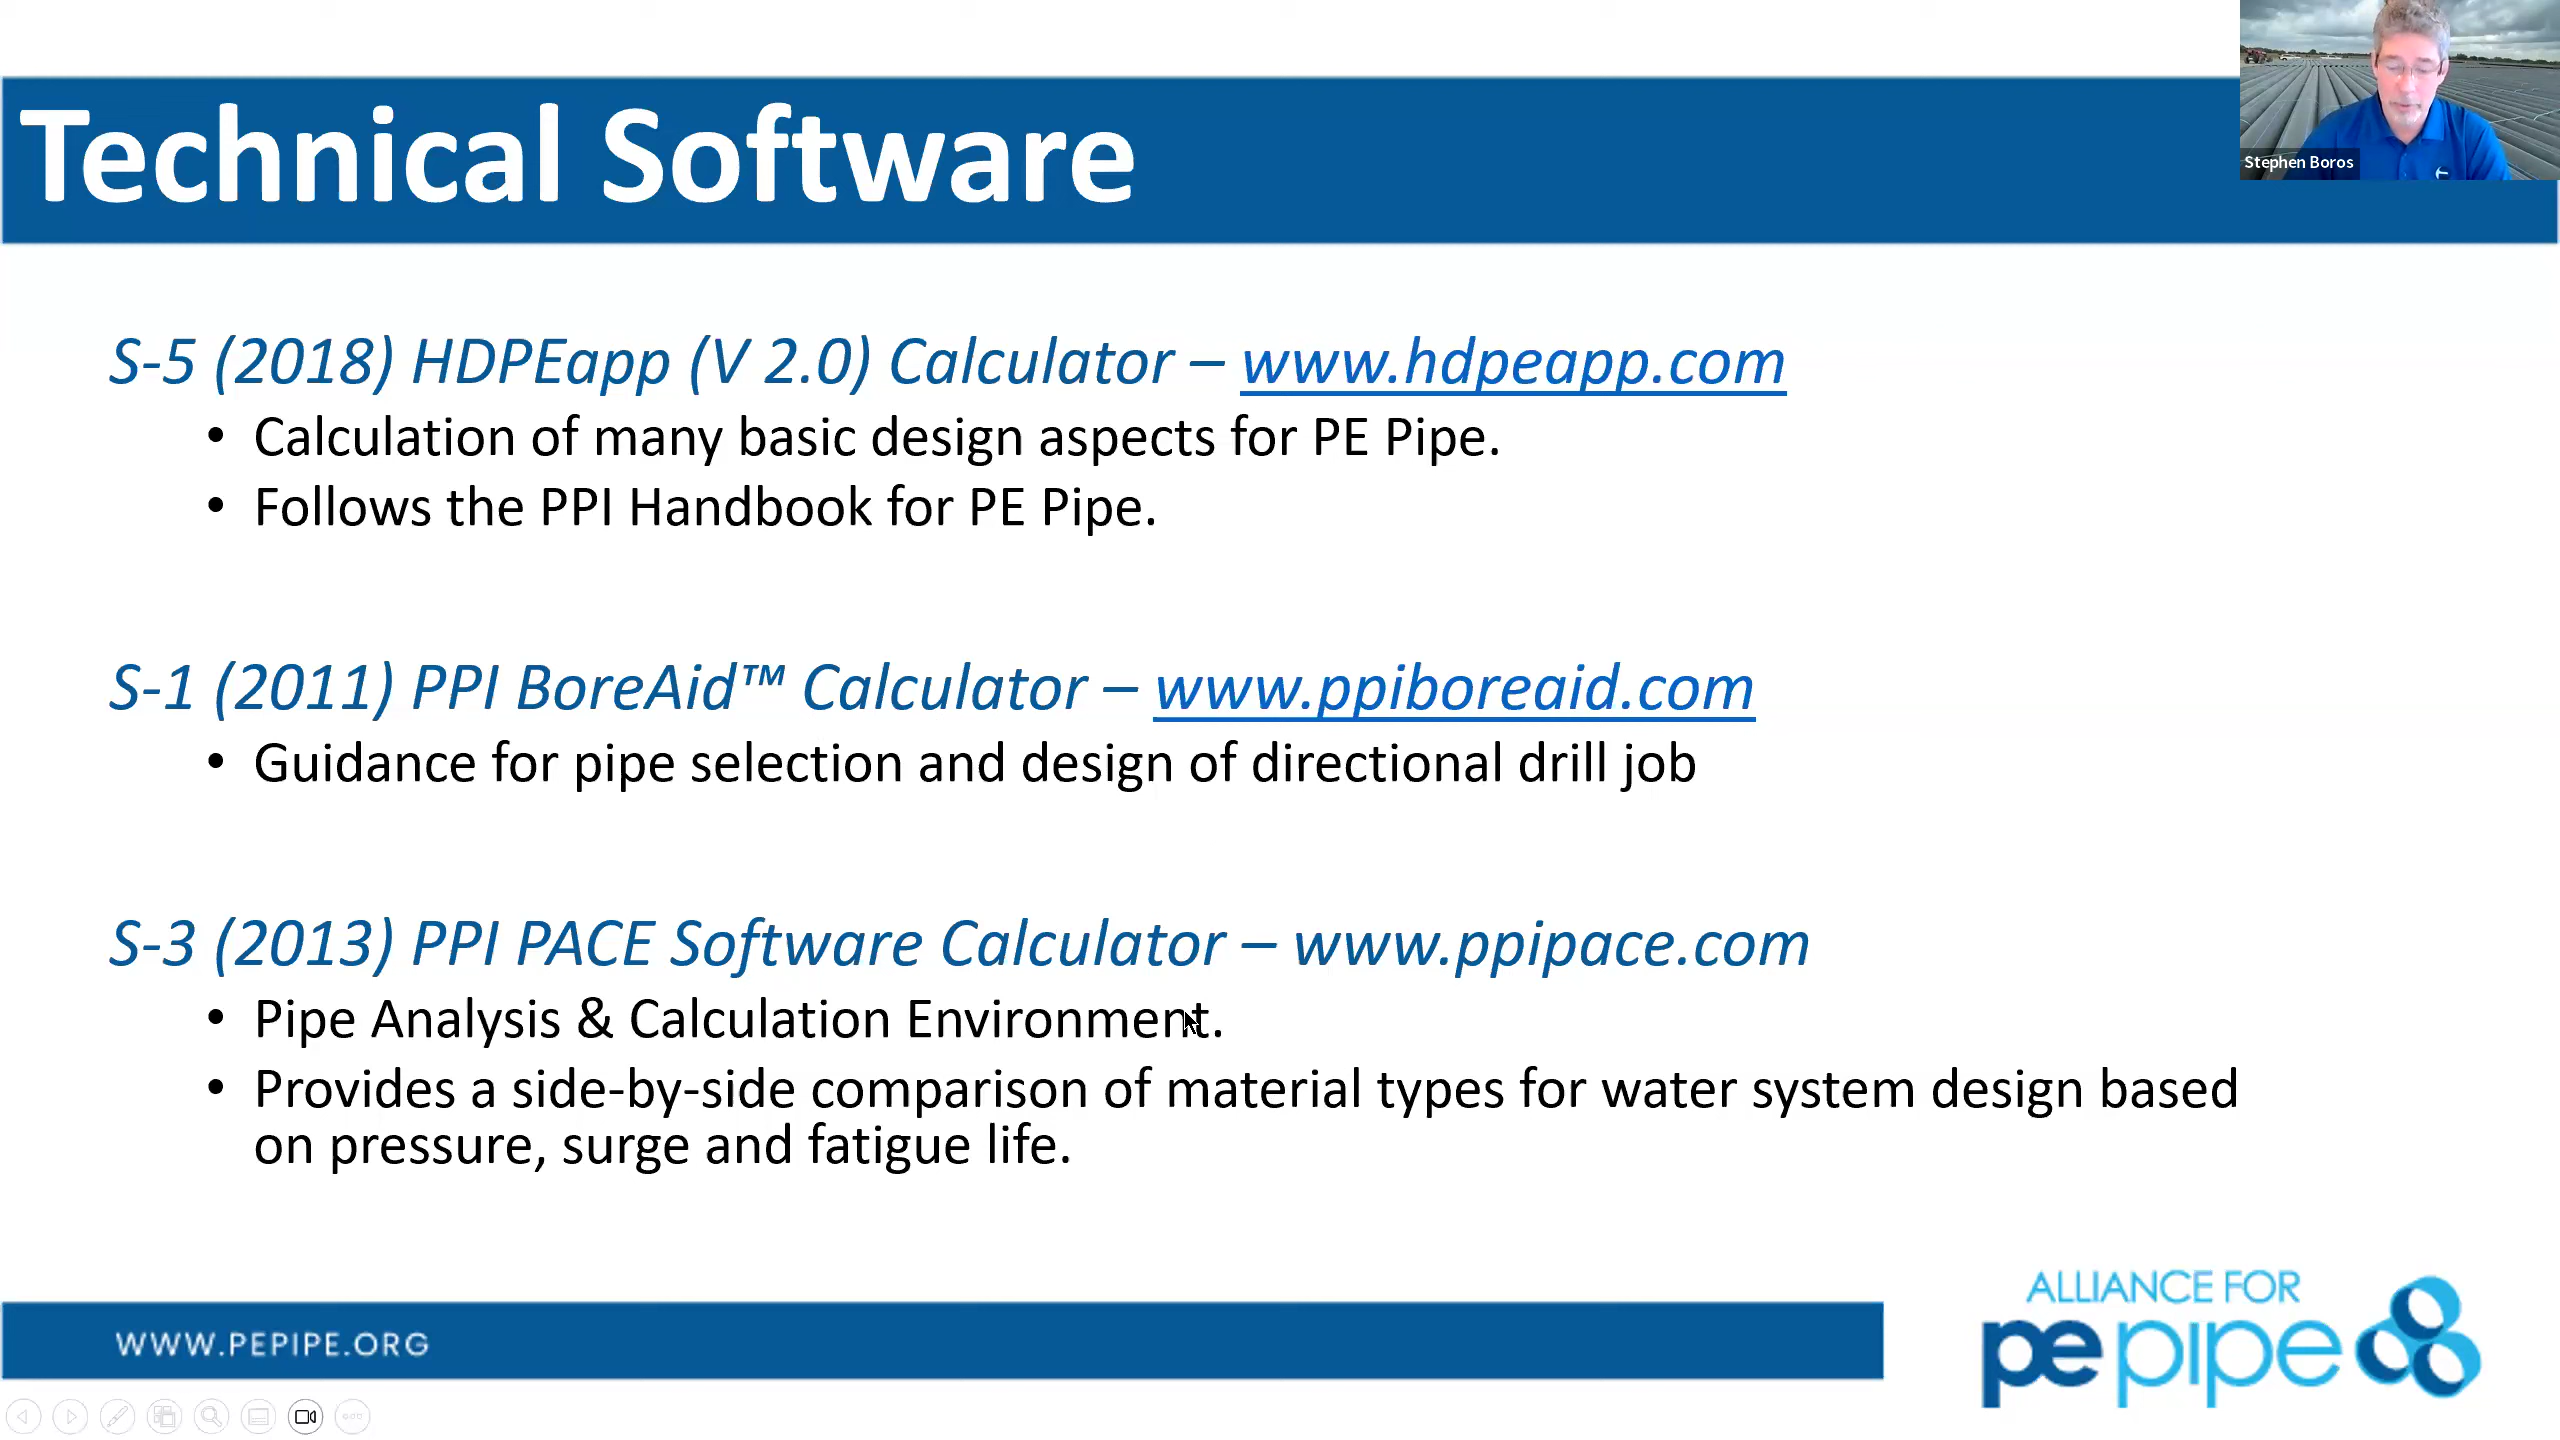 Technical Software
Stephen Boros
S-5 (2018) HDPEapp (V 2.0) Calculator – www.hdpeapp.com
• Calculation of many basic design aspects for PE Pipe.
• Follows the PPI Handbook for PE Pipe.
S-1 (2011) PPI BoreAid™ Calculator – www.ppiboreaid.com
• Guidance for pipe selection and design of directional drill job
S-3 (2013) PPI PACE Software Calculator – www.ppipace.com
• Pipe Analysis & Calculation Environment.
• Provides a side-by-side comparison of material types for water system design based
on pressure, surge and fatigue life.
WWW.PEPIPE.ORG
ALLIANCE FOR
pepipe